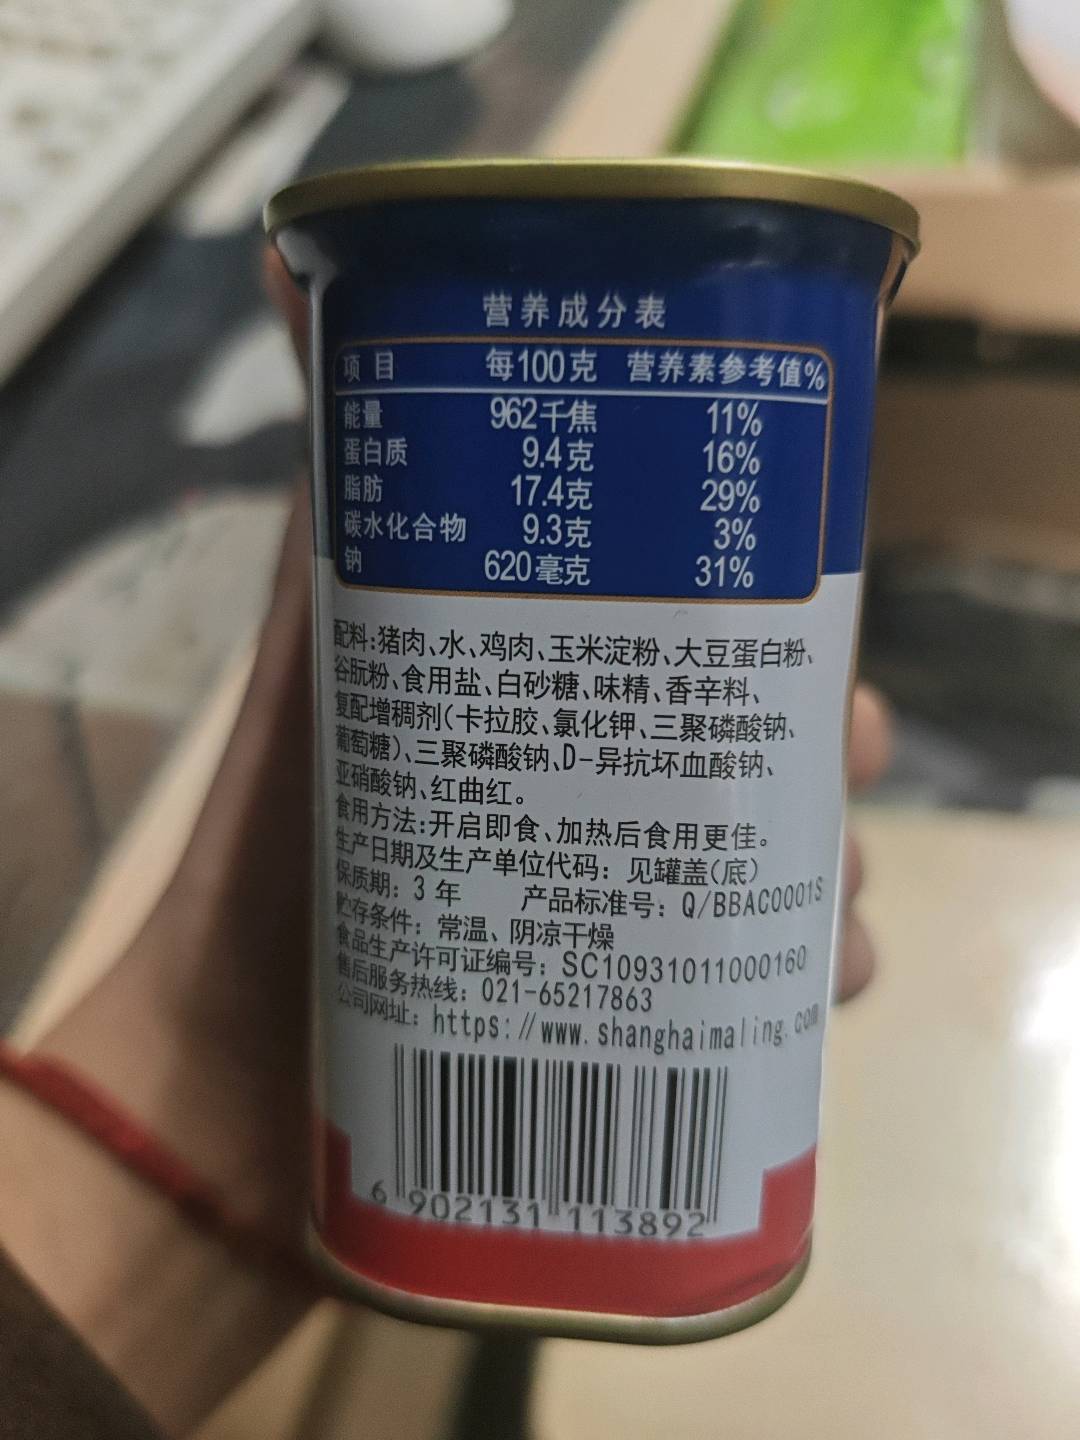 营养成分表
项目 每100克 营养素参考值%
能量 962千焦 11%
蛋白质 9.4克 16%
脂肪 17.4克 29%
碳水化合物 9.3克 3%
钠 620毫克 31%
配料:猪肉、水、鸡肉、玉米淀粉、大豆蛋白粉、
谷朊粉、食用盐、白砂糖、味精、香辛料、
复配增稠剂(卡拉胶、氯化钾、三聚磷酸钠、
葡萄糖)、三聚磷酸钠、D-异抗坏血酸钠、
亚硝酸钠、红曲红。
食用方法:开启即食、加热后食用更佳。
生产日期及生产单位代码: 见罐盖(底)
保质期: 3 年 产品标准号: Q/BBAC0001S
贮存条件: 常温、阴凉干燥
食品生产许可证编号: SC10931011000160
售后服务热线: 021-65217863
公司网址: https://www.shanghaimaling.com
6 902131 113892